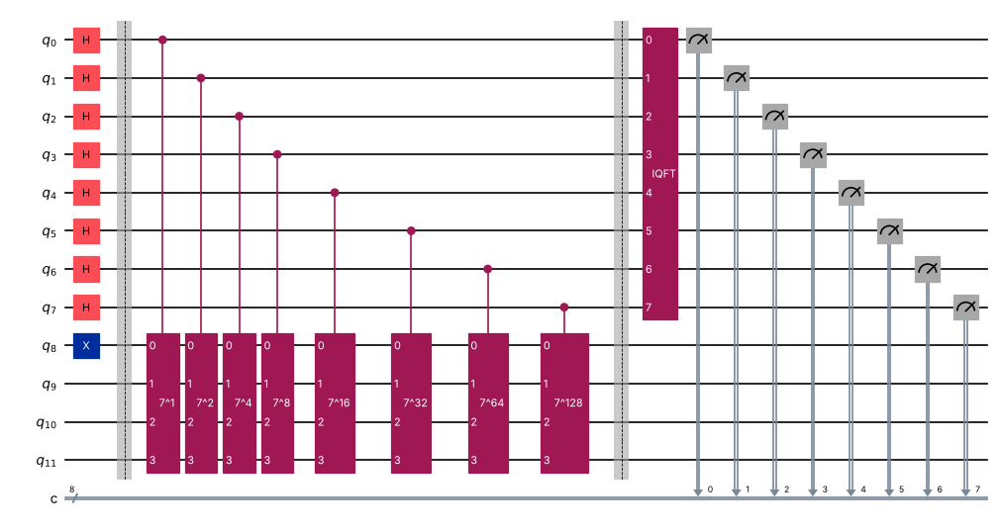 q0 H 0
q1 H 1
q2 H 2
q3 H 3
q4 H 4
IQFT
q5 H 5
q6 H 6
q7 H 7
q8 X 0 0 0 0 0 0 0 0
q9 1 1 1 1 1 1 1 1
7^1 7^2 7^4 7^8 7^16 7^32 7^64 7^128
q10 2 2 2 2 2 2 2 2
q11 3 3 3 3 3 3 3 3
8 0 1 2 3 4 5 6 7
c